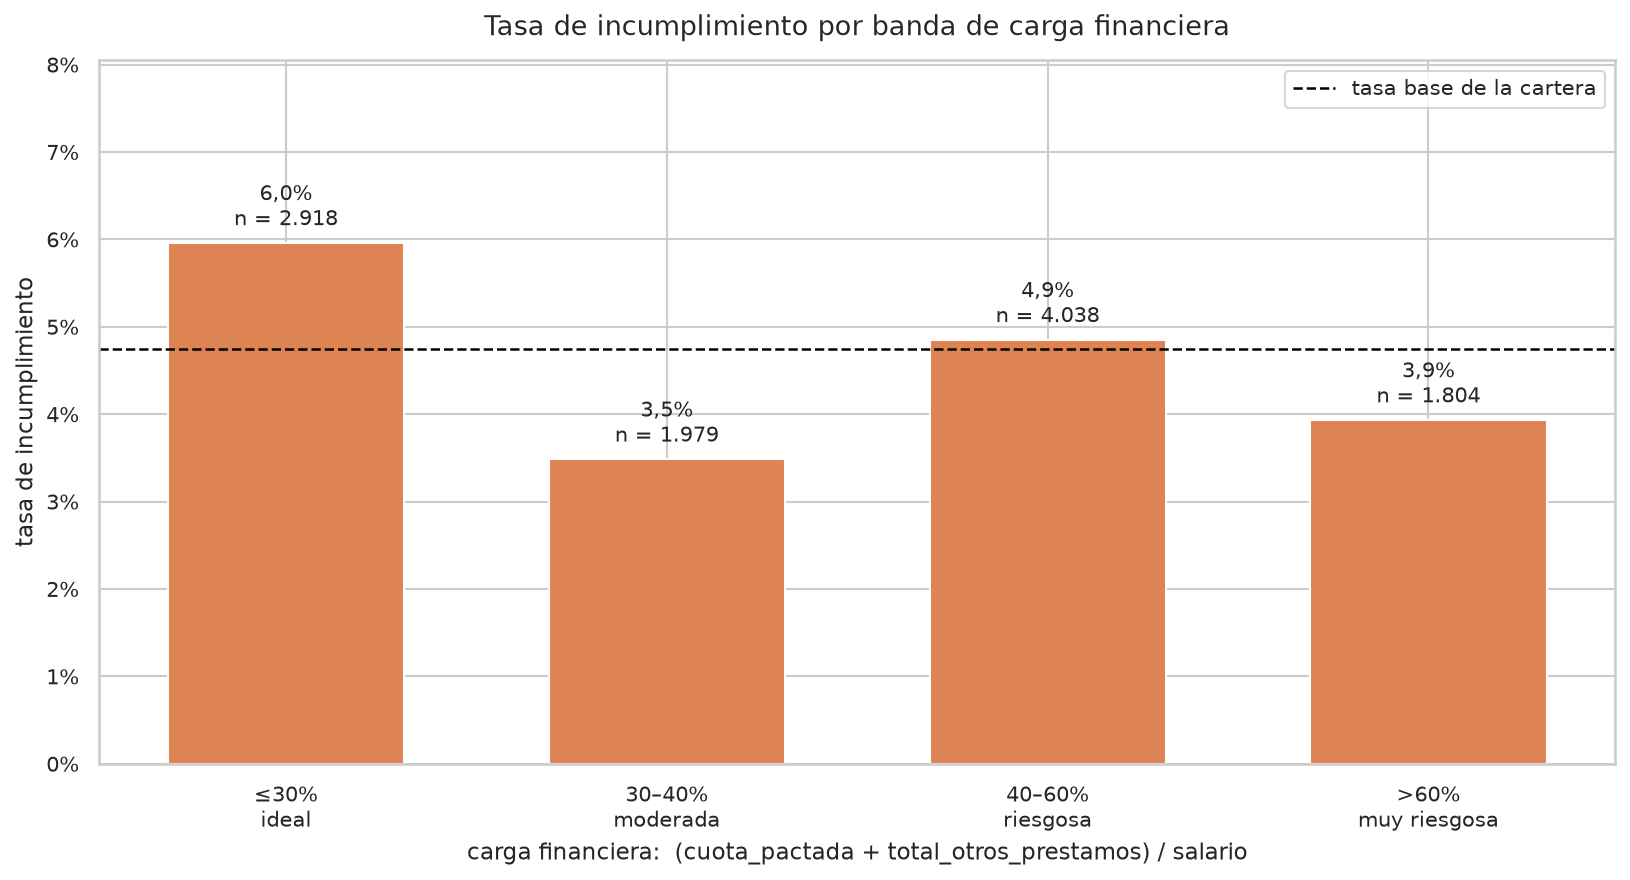 Tasa de incumplimiento por banda de carga financiera
tasa base de la cartera
tasa de incumplimiento
8%
7%
6%
5%
4%
3%
2%
1%
0%
6,0%
n = 2.918
3,5%
n = 1.979
4,9%
n = 4.038
3,9%
n = 1.804
≤30%
ideal
30–40%
moderada
40–60%
riesgosa
>60%
muy riesgosa
carga financiera:  (cuota_pactada + total_otros_prestamos) / salario